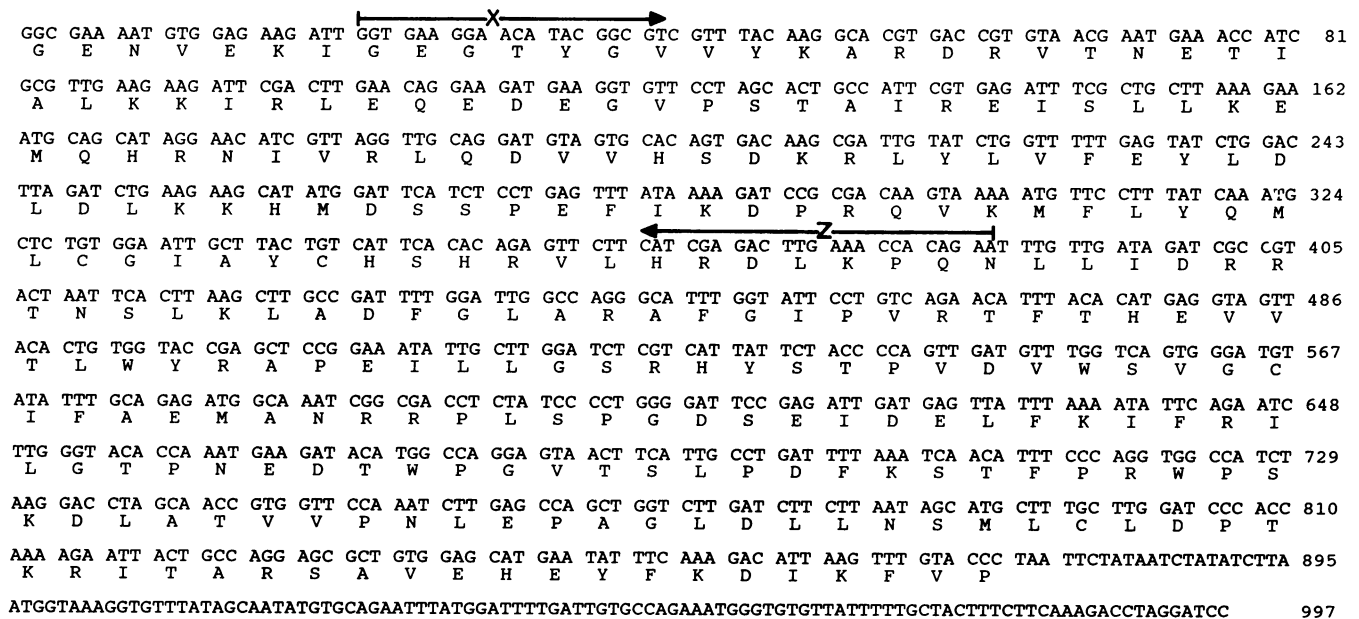 X
GGC GAA AAT GTG GAG AAG ATT GGT GAA GGA ACA TAC GGC GTC GTT TAC AAG GCA CGT GAC CGT GTA ACG AAT GAA ACC ATC 81
G E N V E K I G E G T Y G V V Y K A R D R V T N E T I
GCG TTG AAG AAG ATT CGA CTT GAA CAG GAA GAT GAA GGT GTT CCT AGC ACT GCC ATT CGT GAG ATT TCG CTG CTT AAA GAA 162
A L K K I R L E Q E D E G V P S T A I R E I S L L K E
ATG CAG CAT AGG AAC ATC GTT AGG TTG CAG GAT GTA GTG CAC AGT GAC AAG CGA TTG TAT CTG GTT TTT GAG TAT CTG GAC 243
M Q H R N I V R L Q D V V H S D K R L Y L V F E Y L D
TTA GAT CTG AAG AAG CAT ATG GAT TCA TCT CCT GAG TTT ATA AAA GAT CCG CGA CAA GTA AAA ATG TTC CTT TAT CAA ATG 324
L D L K K H M D S S P E F I K D P R Q V K M F L Y Q M
Z
CTC TGT GGA ATT GCT TAC TGT CAT TCA CAC AGA GTT CTT CAT CGA GAC TTG AAA CCA CAG AAT TTG TTG ATA GAT CGC CGT 405
L C G I A Y C H S H R V L H R D L K P Q N L L I D R R
ACT AAT TCA CTT AAG CTT GCC GAT TTT GGA TTG GCC AGG GCA TTT GGT ATT CCT GTC AGA ACA TTT ACA CAT GAG GTA GTT 486
T N S L K L A D F G L A R A F G I P V R T F T H E V V
ACA CTG TGG TAC CGA GCT CCG GAA ATA TTG CTT GGA TCT CGT CAT TAT TCT ACC CCA GTT GAT GTT TGG TCA GTG GGA TGT 567
T L W Y R A P E I L L G S R H Y S T P V D V W S V G C
ATA TTT GCA GAG ATG GCA AAT CGG CGA CCT CTA TCC CCT GGG GAT TCC GAG ATT GAT GAG TTA TTT AAA ATA TTC AGA ATC 648
I F A E M A N R R P L S P G D S E I D E L F K I F R I
TTG GGT ACA CCA AAT GAA GAT ACA TGG CCA GGA GTA ACT TCA TTG CCT GAT TTT AAA TCA ACA TTT CCC AGG TGG CCA TCT 729
L G T P N E D T W P G V T S L P D F K S T F P R W P S
AAG GAC CTA GCA ACC GTG GTT CCA AAT CTT GAG CCA GCT GGT CTT GAT CTT CTT AAT AGC ATG CTT TGC TTG GAT CCC ACC 810
K D L A T V V P N L E P A G L D L L N S M L C L D P T
AAA AGA ATT ACT GCC AGG AGC GCT GTG GAG CAT GAA TAT TTC AAA GAC ATT AAG TTT GTA CCC TAA TTCTATAATCTATATCTTA 895
K R I T A R S A V E H E Y F K D I K F V P
ATGGTAAAGGTGTTTATAGCAATATGTGCAGAATTTATGGATTTTGATTGTGCCAGAAATGGGTGTGTTATTTTTGCTACTTTCTTCAAAGACCTAGGATCC 997